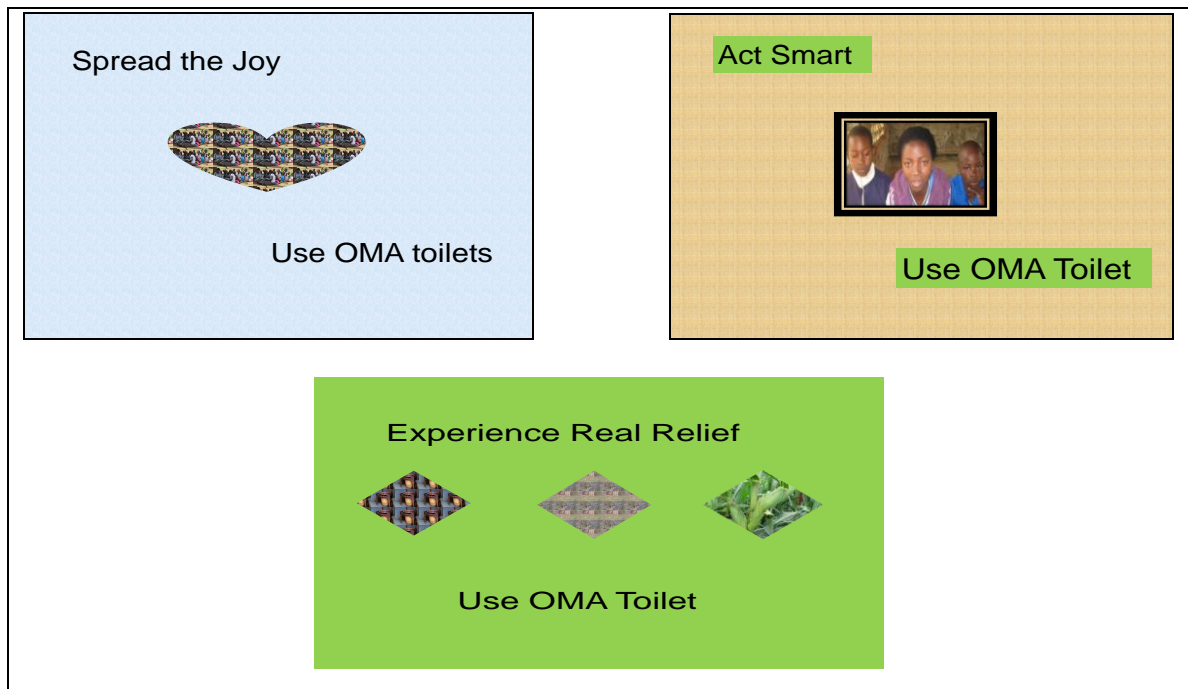 Spread the Joy
Use OMA toilets
Act Smart
Use OMA Toilet
Experience Real Relief
Use OMA Toilet